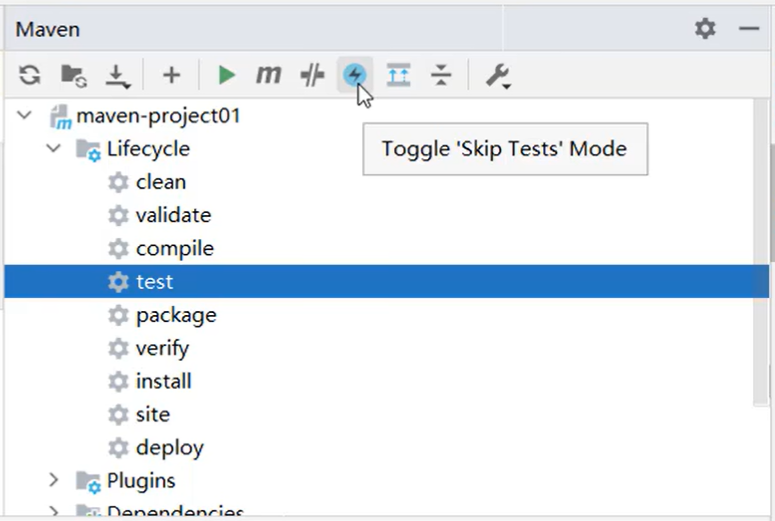 Maven
m
maven-project01
Lifecycle
Toggle 'Skip Tests' Mode
clean
validate
compile
test
package
verify
install
site
deploy
Plugins
Dependencies